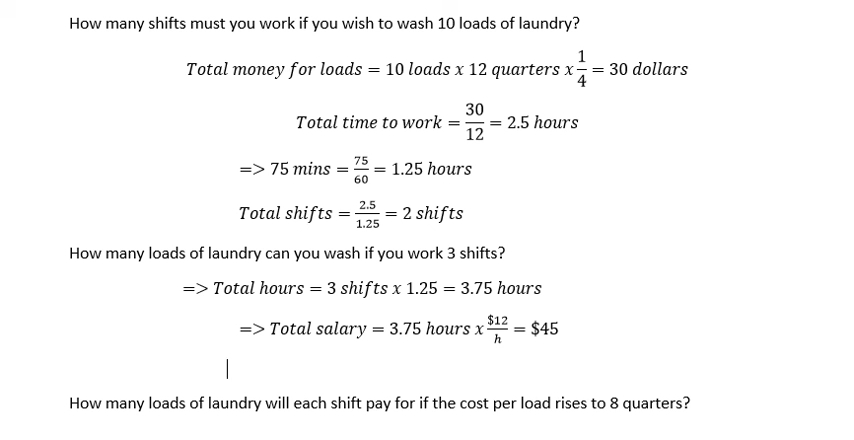 How many shifts must you work if you wish to wash 10 loads of laundry?
Total money for loads = 10 loads x 12 quarters x 1/4 = 30 dollars
Total time to work = 30/12 = 2.5 hours
=> 75 mins = 75/60 = 1.25 hours
Total shifts = 2.5/1.25 = 2 shifts
How many loads of laundry can you wash if you work 3 shifts?
=> Total hours = 3 shifts x 1.25 = 3.75 hours
=> Total salary = 3.75 hours x $12/h = $45
How many loads of laundry will each shift pay for if the cost per load rises to 8 quarters?